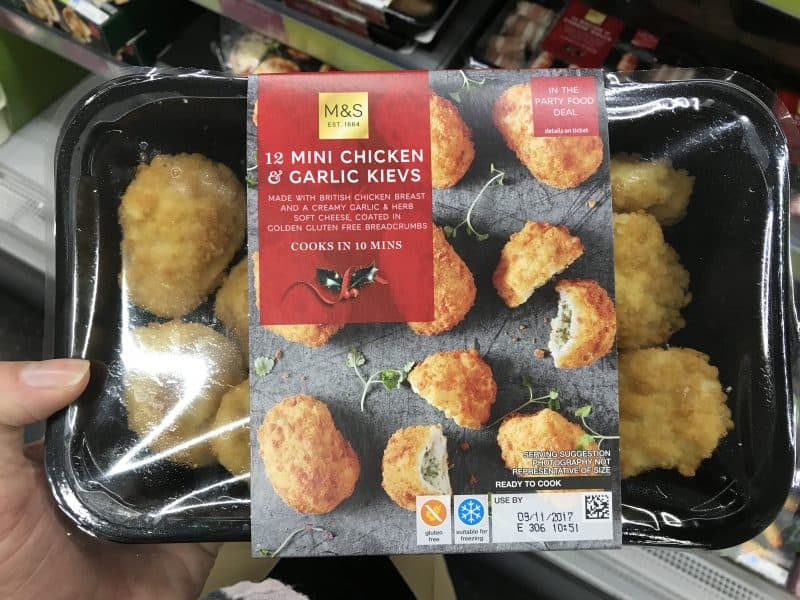 M&S
EST. 1884
12 MINI CHICKEN
& GARLIC KIEVS
MADE WITH BRITISH CHICKEN BREAST
AND A CREAMY GARLIC & HERB
SOFT CHEESE, COATED IN
GOLDEN GLUTEN FREE BREADCRUMBS
COOKS IN 10 MINS
IN THE
PARTY FOOD
DEAL
details on ticket
SERVING SUGGESTION
PHOTOGRAPHY NOT
REPRESENTATIVE OF SIZE
READY TO COOK
gluten
free
suitable for
freezing
USE BY
09/11/2017
E 306 10:51
M&S